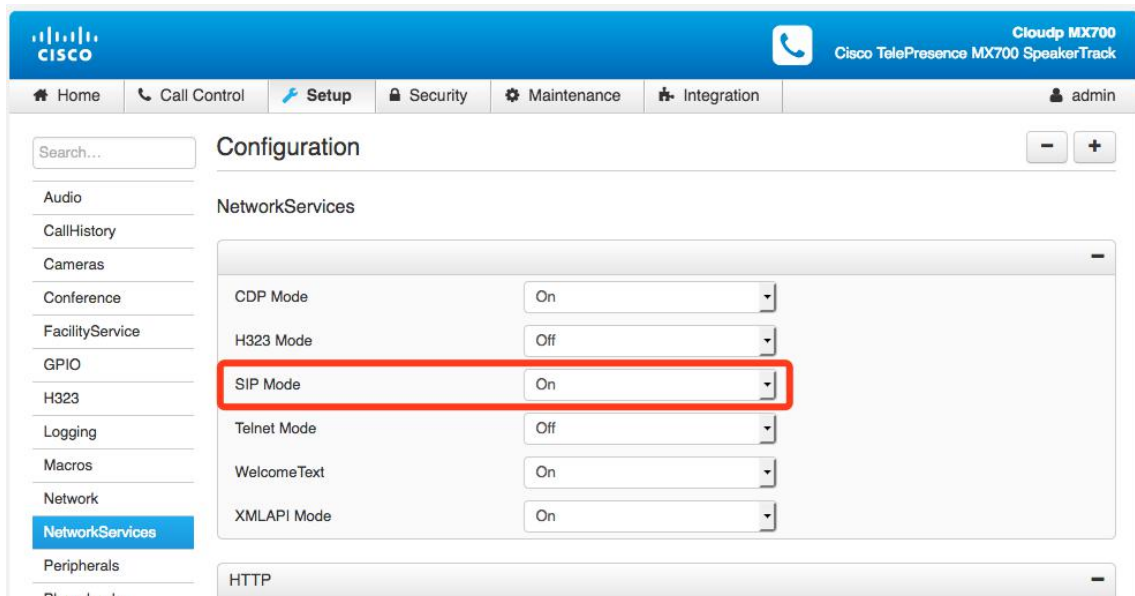 CISCO
Cloudp MX700
Cisco TelePresence MX700 SpeakerTrack
Home Call Control Setup Security Maintenance Integration admin
Search...
Audio
CallHistory
Cameras
Conference
FacilityService
GPIO
H323
Logging
Macros
Network
NetworkServices
Peripherals
Configuration
- +
NetworkServices
CDP Mode On
H323 Mode Off
SIP Mode On
Telnet Mode Off
WelcomeText On
XMLAPI Mode On
HTTP